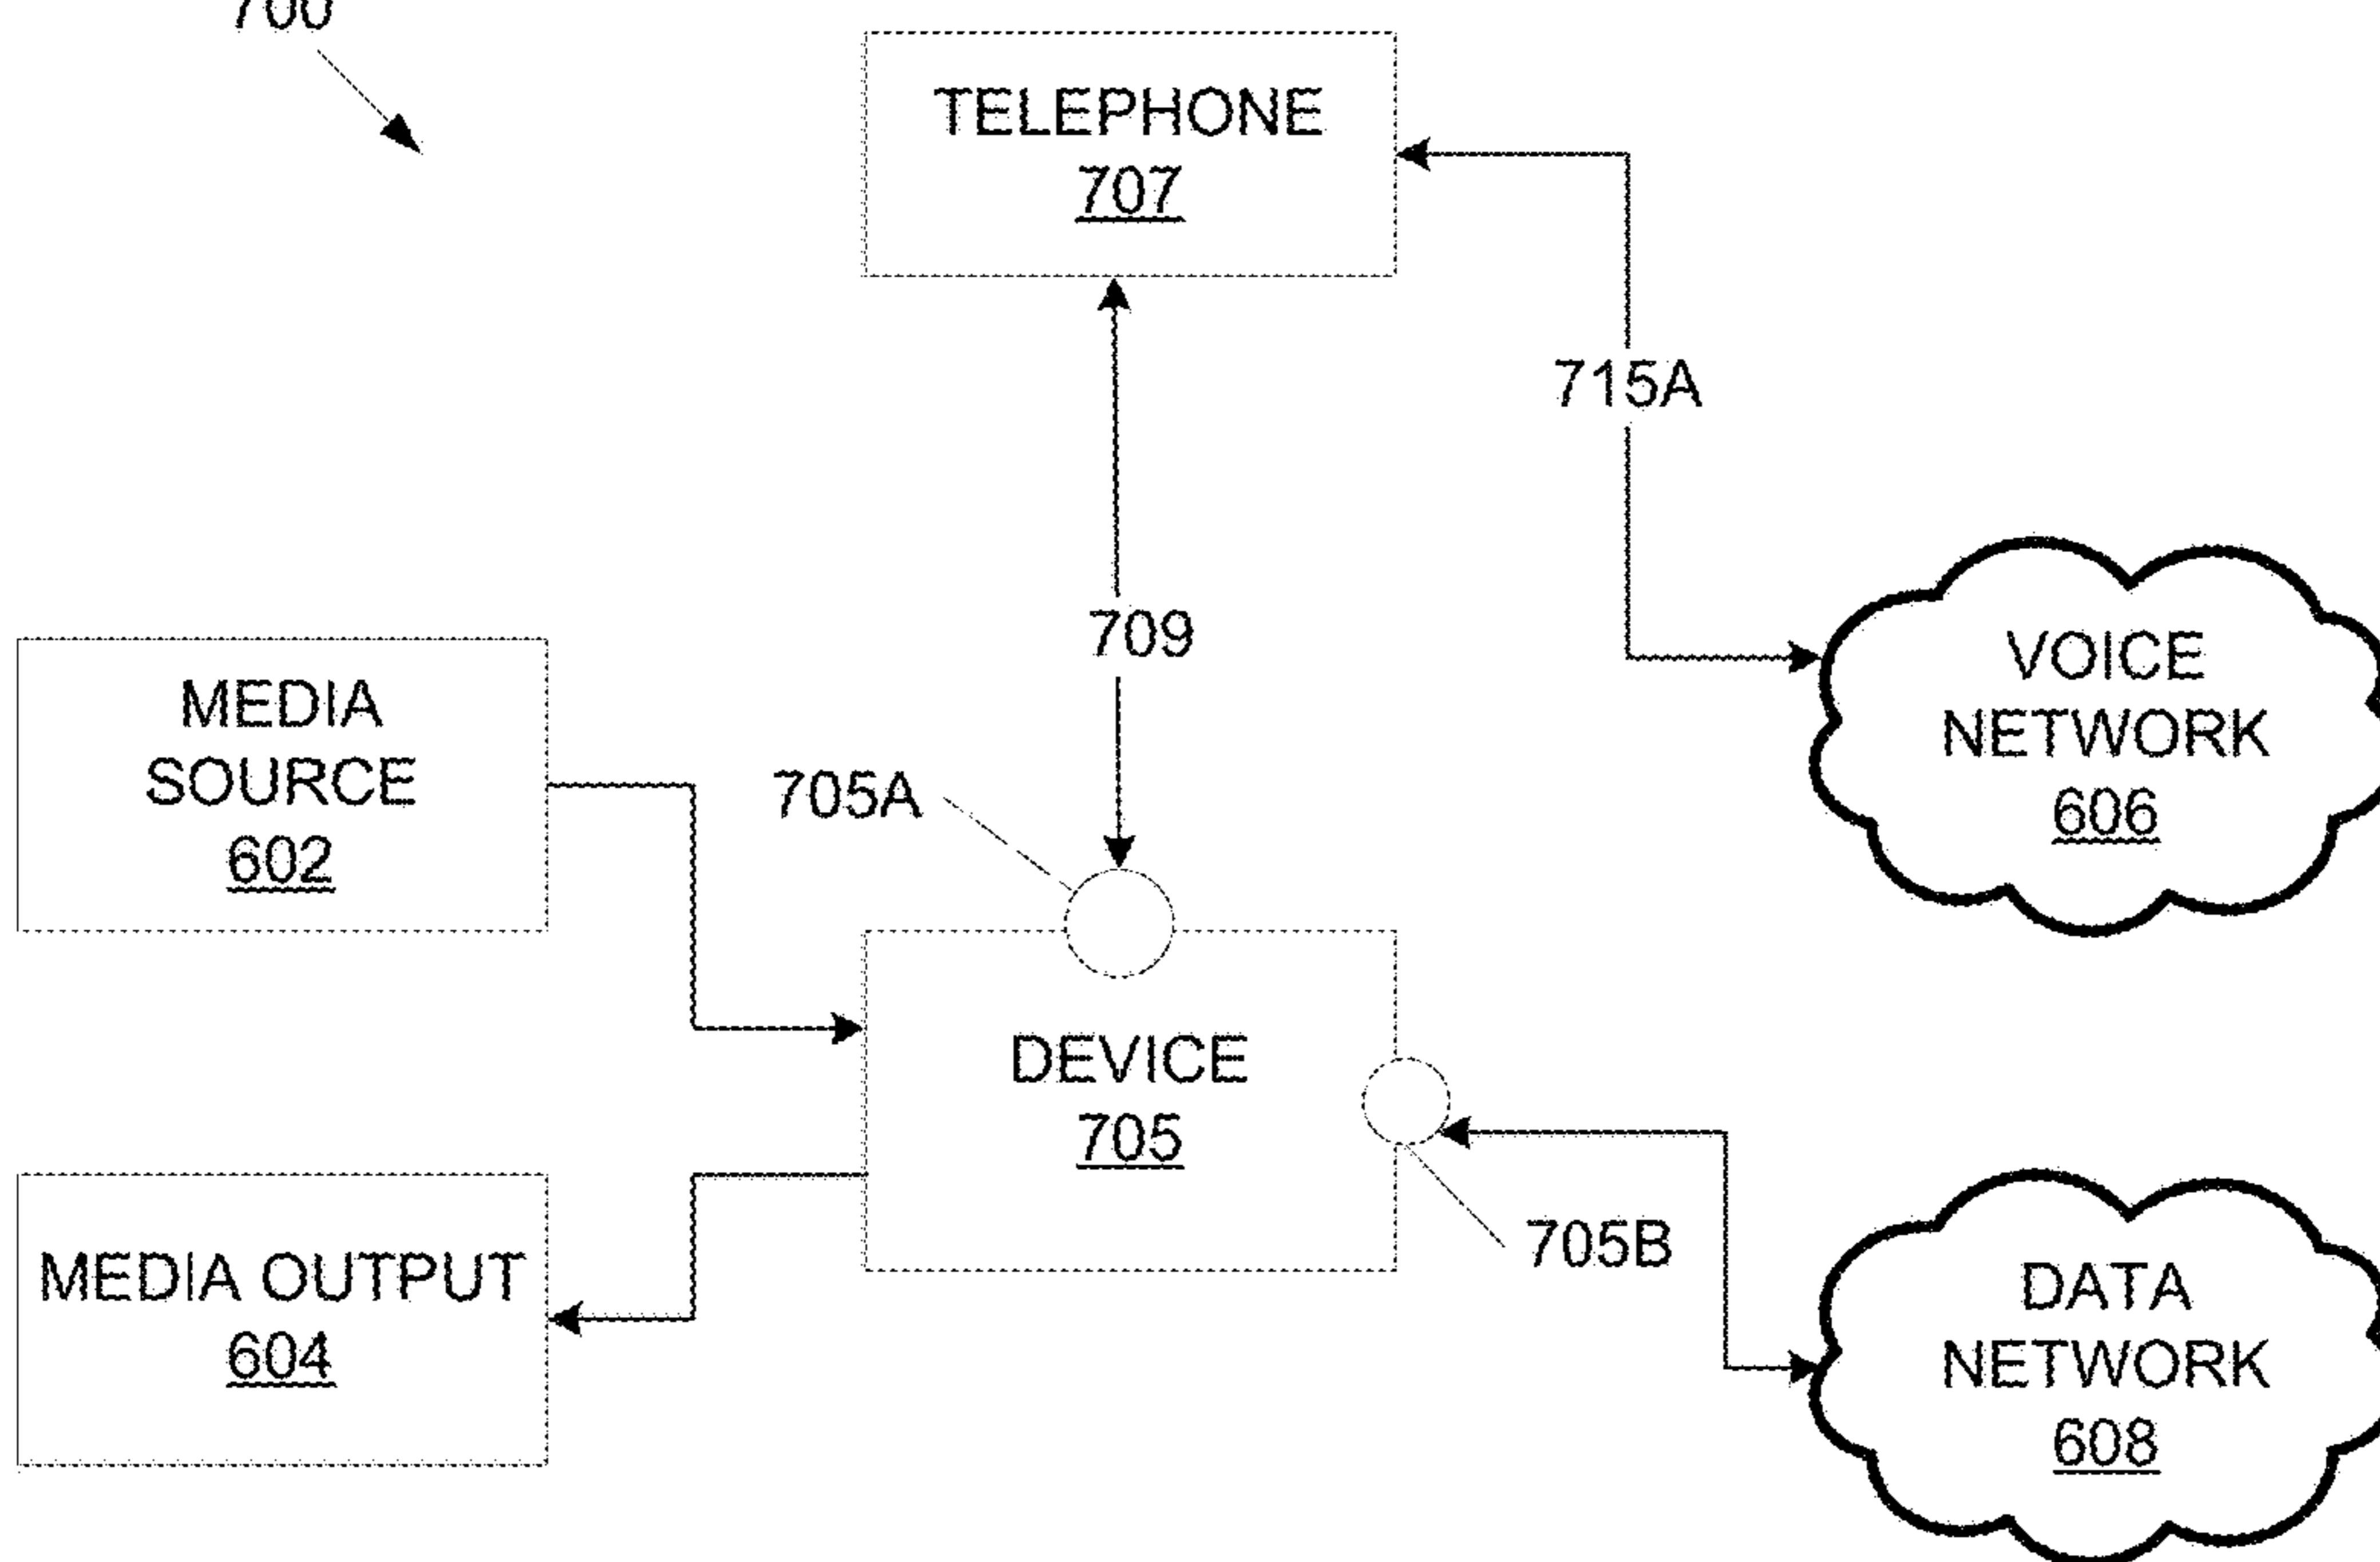 700
TELEPHONE
707
715A
709
MEDIA
SOURCE
602
705A
VOICE
NETWORK
606
DEVICE
705
705B
MEDIA OUTPUT
604
DATA
NETWORK
608